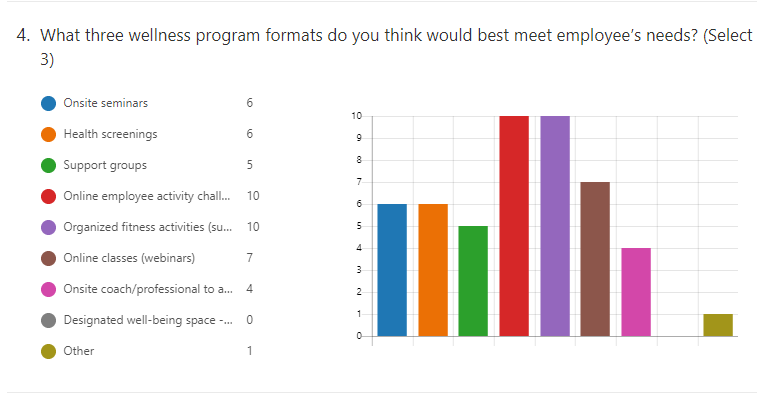 4. What three wellness program formats do you think would best meet employee's needs? (Select
3)
Onsite seminars 6
Health screenings 6
Support groups 5
Online employee activity chall... 10
Organized fitness activities (su... 10
Online classes (webinars) 7
Onsite coach/professional to a... 4
Designated well-being space -... 0
Other 1
10
9
8
7
6
5
4
3
2
1
0